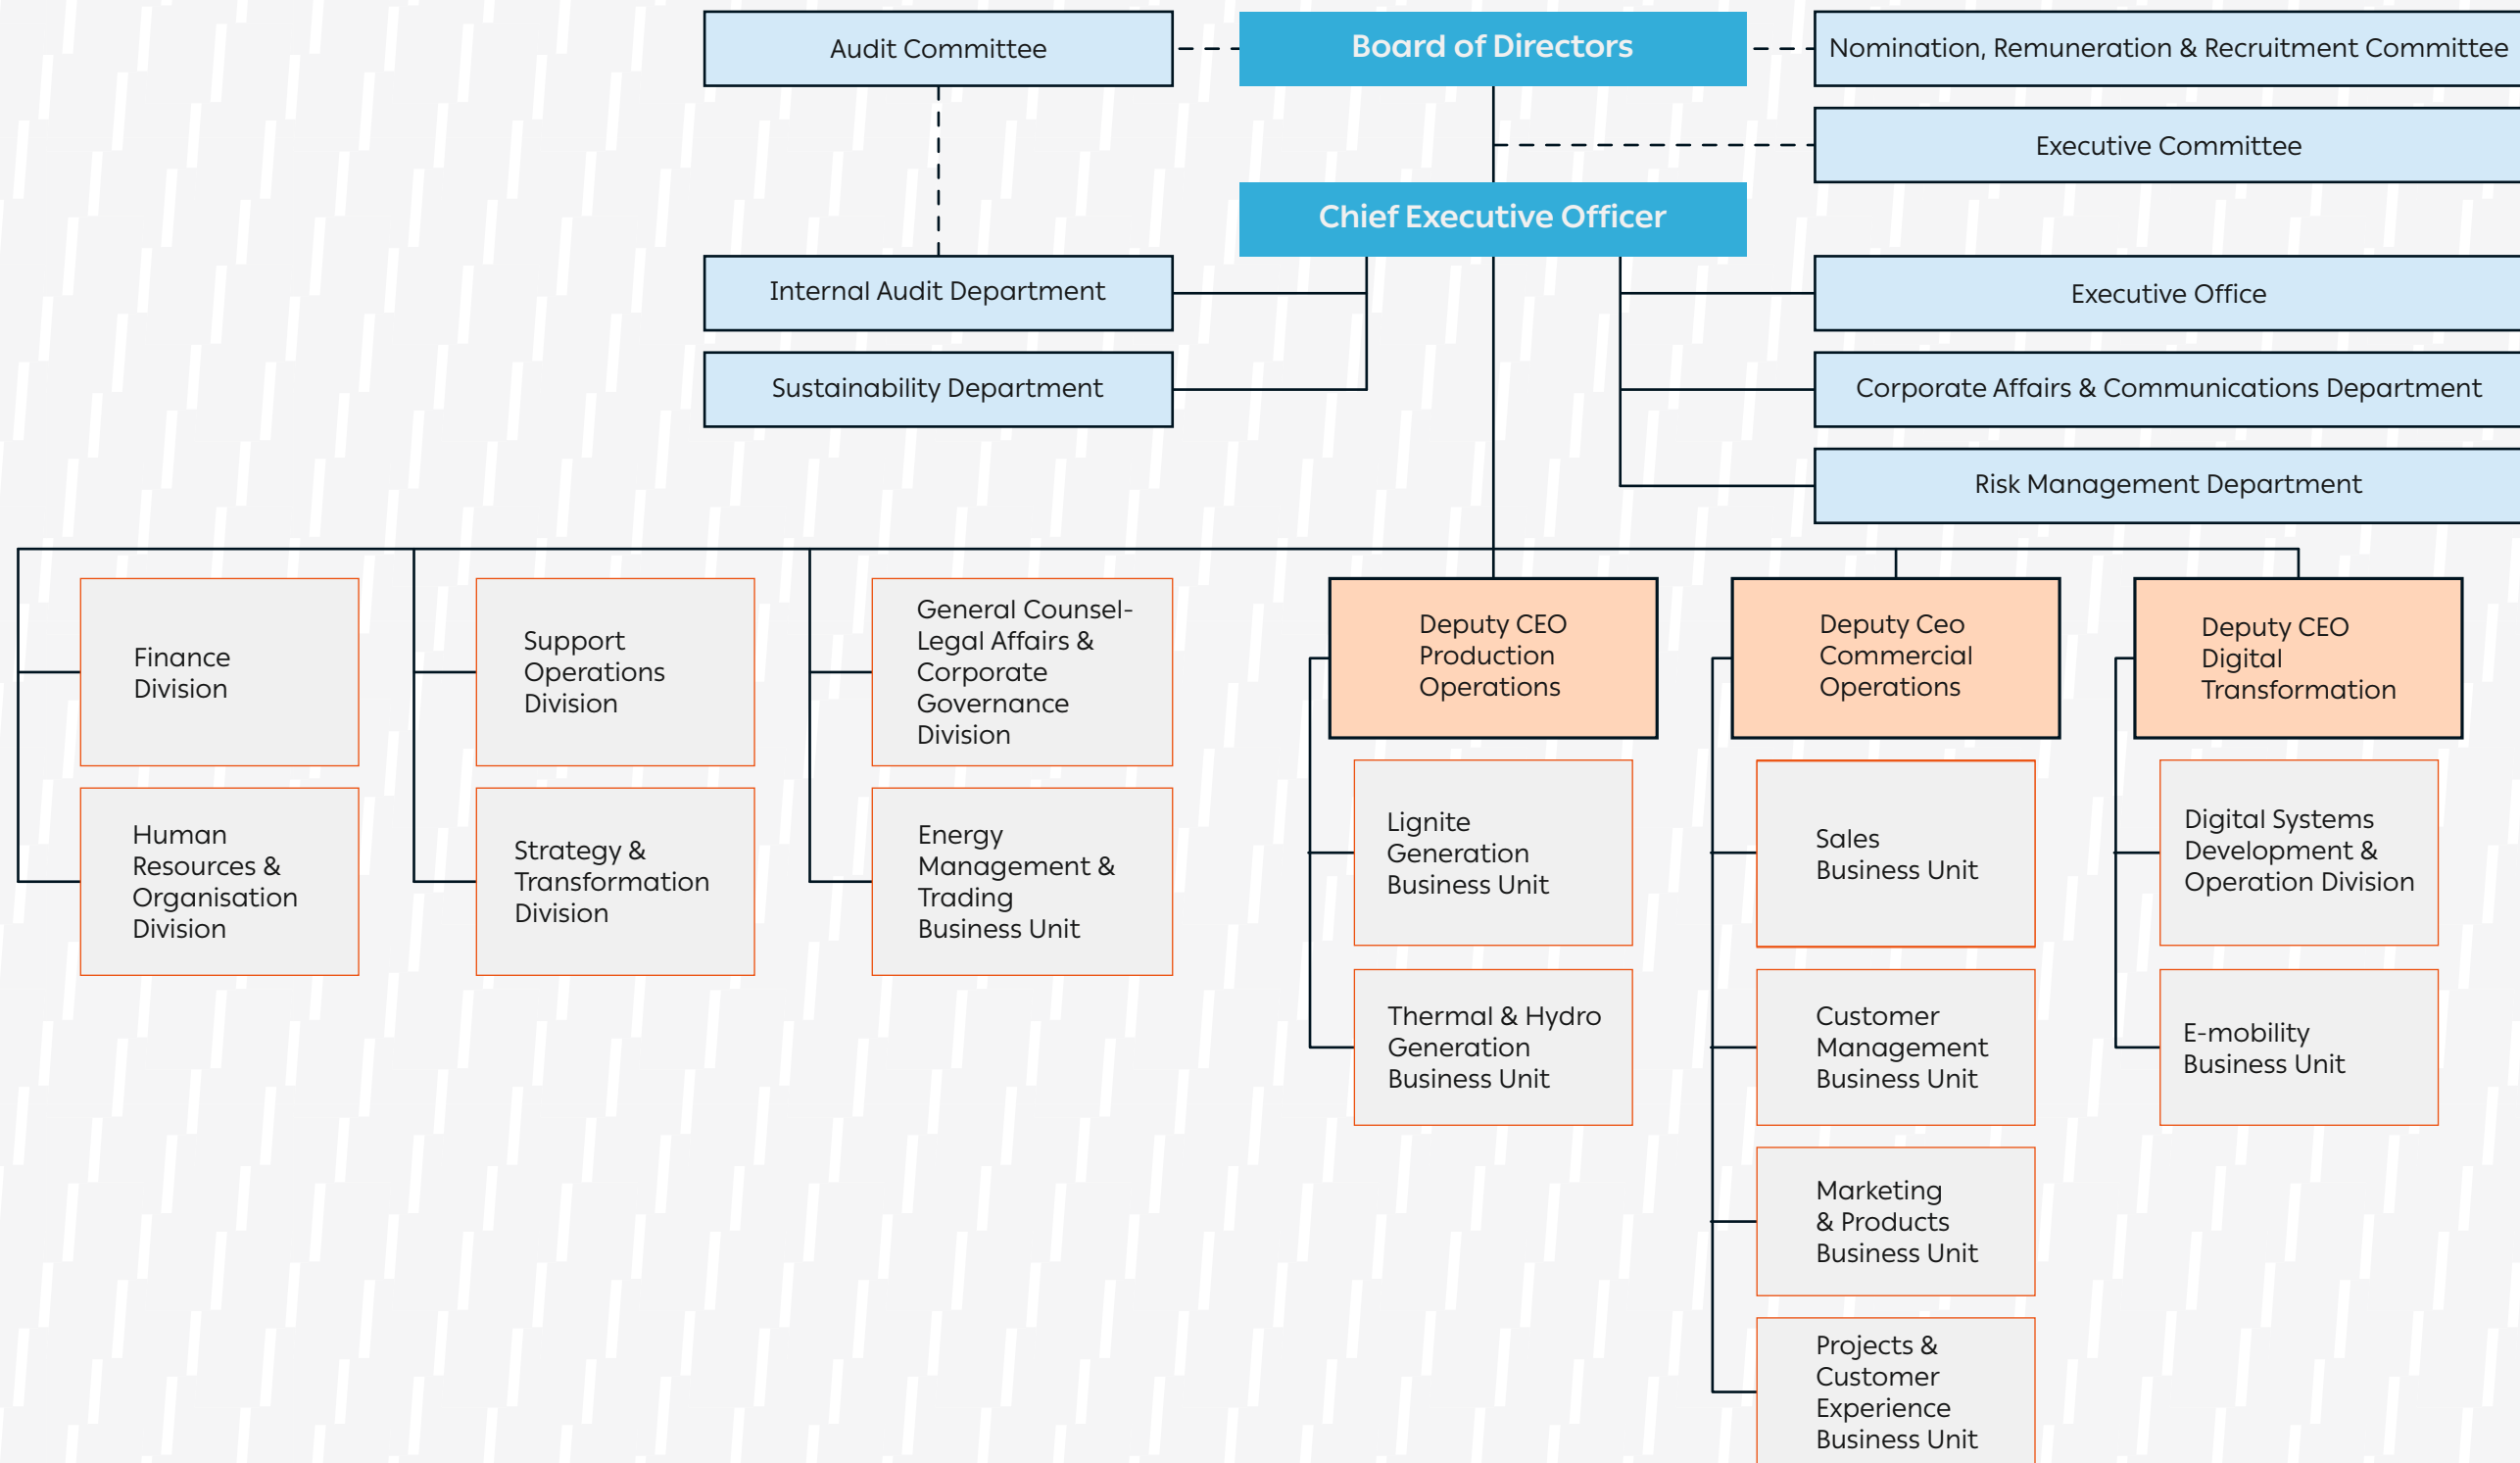 Audit Committee
Board of Directors
Nomination, Remuneration & Recruitment Committee
Executive Committee
Chief Executive Officer
Internal Audit Department
Executive Office
Sustainability Department
Corporate Affairs & Communications Department
Risk Management Department
Finance
Division
Human
Resources &
Organisation
Division
Support
Operations
Division
Strategy &
Transformation
Division
General Counsel-
Legal Affairs &
Corporate
Governance
Division
Energy
Management &
Trading
Business Unit
Deputy CEO
Production
Operations
Lignite
Generation
Business Unit
Thermal & Hydro
Generation
Business Unit
Deputy Ceo
Commercial
Operations
Sales
Business Unit
Customer
Management
Business Unit
Marketing
& Products
Business Unit
Projects &
Customer
Experience
Business Unit
Deputy CEO
Digital
Transformation
Digital Systems
Development &
Operation Division
E-mobility
Business Unit